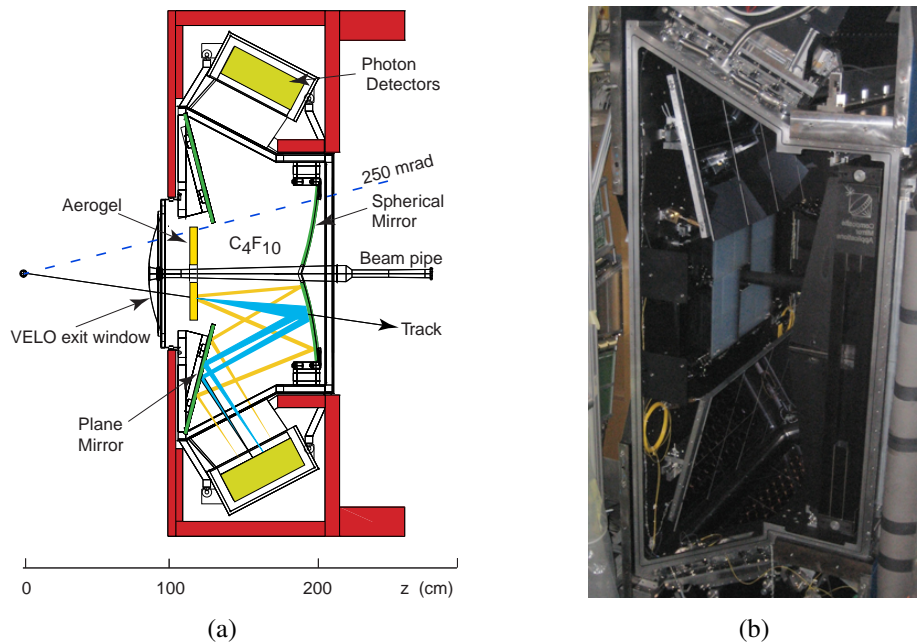 Photon
Detectors
250 mrad
Aerogel
Spherical
Mirror
C4F10
Beam pipe
VELO exit window
Track
Plane
Mirror
0
100
200
z (cm)
(a)
(b)